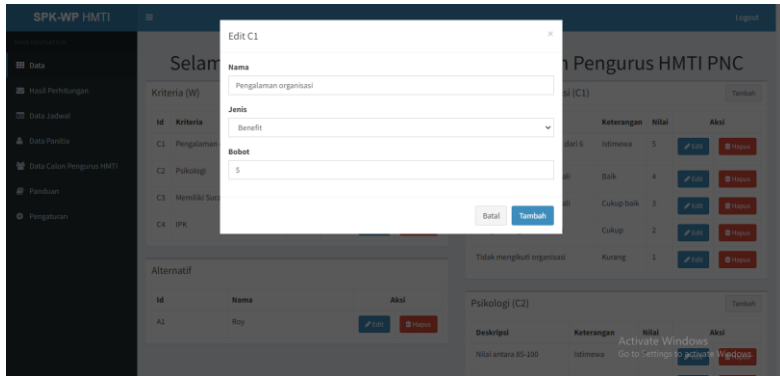 SPK-WP HMTI
Logout
Edit C1
×
Data
Selam
n Pengurus HMTI PNC
Nama
Pengalaman organisasi
Hasil Perhitungan
Kriteria (W)
si (C1)
Tambah
Jenis
Data Jadwal
Benefit
Id Kriteria
Keterangan Nilai Aksi
Data Panitia
C1 Pengalaman
dari 6 Istimewa 5 Edit Hapus
Bobot
Data Calon Pengurus HMTI
5
C2 Psikologi
ali Baik 4 Edit Hapus
Panduan
C3 Memiliki
ali Cukup baik 3 Edit Hapus
Pengaturan
Batal Tambah
C4 IPK
Cukup 2 Edit Hapus
Tidak mengikuti organisasi Kurang 1 Edit Hapus
Alternatif
Id Nama Aksi
Psikologi (C2) Tambah
A1 Roy Edit Hapus
Deskripsi Keterangan Nilai Aksi
Nilai antara 85-100 Istimewa
Activate Windows
Go to Settings to activate Windows.